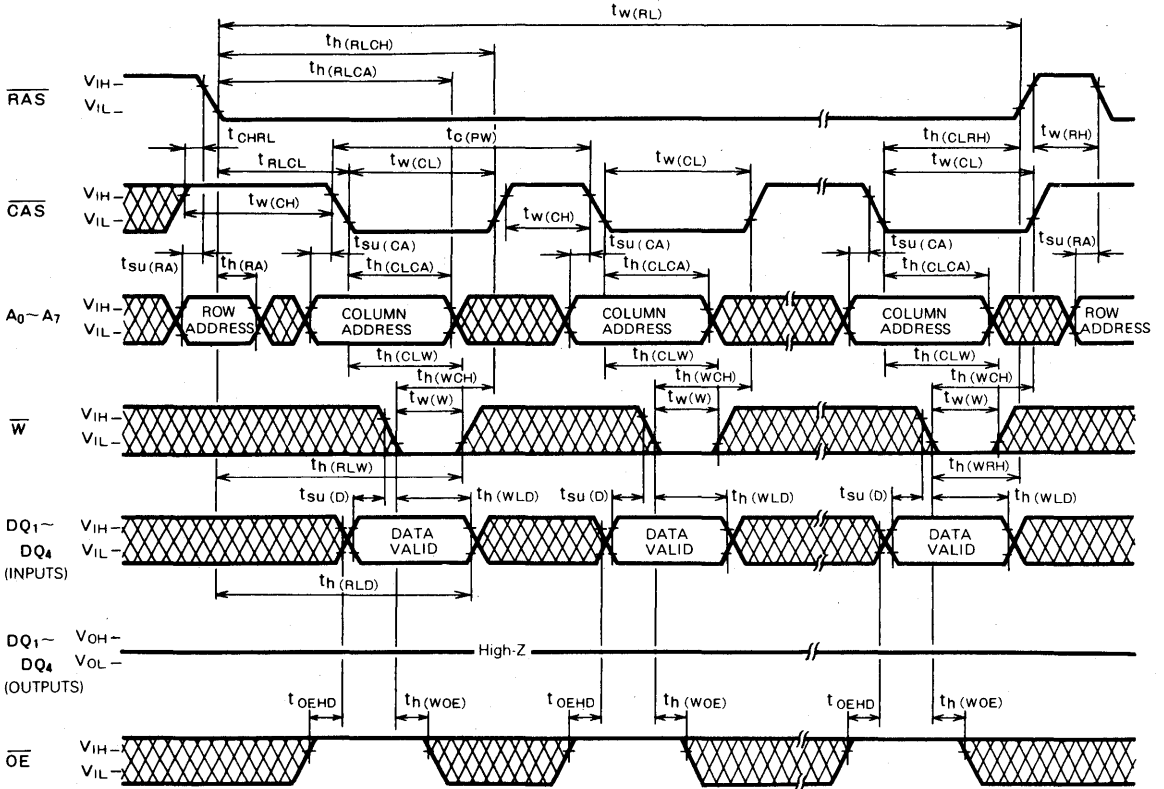 tw(RL)
th(RLCH)
th(RLCA)
RAS VIH VIL
tCHRL tC(PW) th(CLRH) tw(RH)
tRLCL tw(CL) tw(CL) tw(CL)
CAS VIH VIL
tw(CH) tw(CH)
tsu(CA) tsu(CA) tsu(RA)
tsu(RA) th(RA) th(CLCA) th(CLCA) th(CLCA)
A0~A7 VIH VIL
ROW ADDRESS COLUMN ADDRESS COLUMN ADDRESS COLUMN ADDRESS ROW ADDRESS
th(CLW) th(CLW) th(CLW)
th(WCH) th(WCH) th(WCH)
tw(W) tw(W) tw(W)
W VIH VIL
th(RLW) th(WRH)
tsu(D) th(WLD) tsu(D) th(WLD) tsu(D) th(WLD)
DQ1~ DQ4 (INPUTS) VIH VIL
DATA VALID DATA VALID DATA VALID
th(RLD)
DQ1~ DQ4 (OUTPUTS) VOH VOL
High-Z
tOEHD th(WOE) tOEHD th(WOE) tOEHD th(WOE)
OE VIH VIL